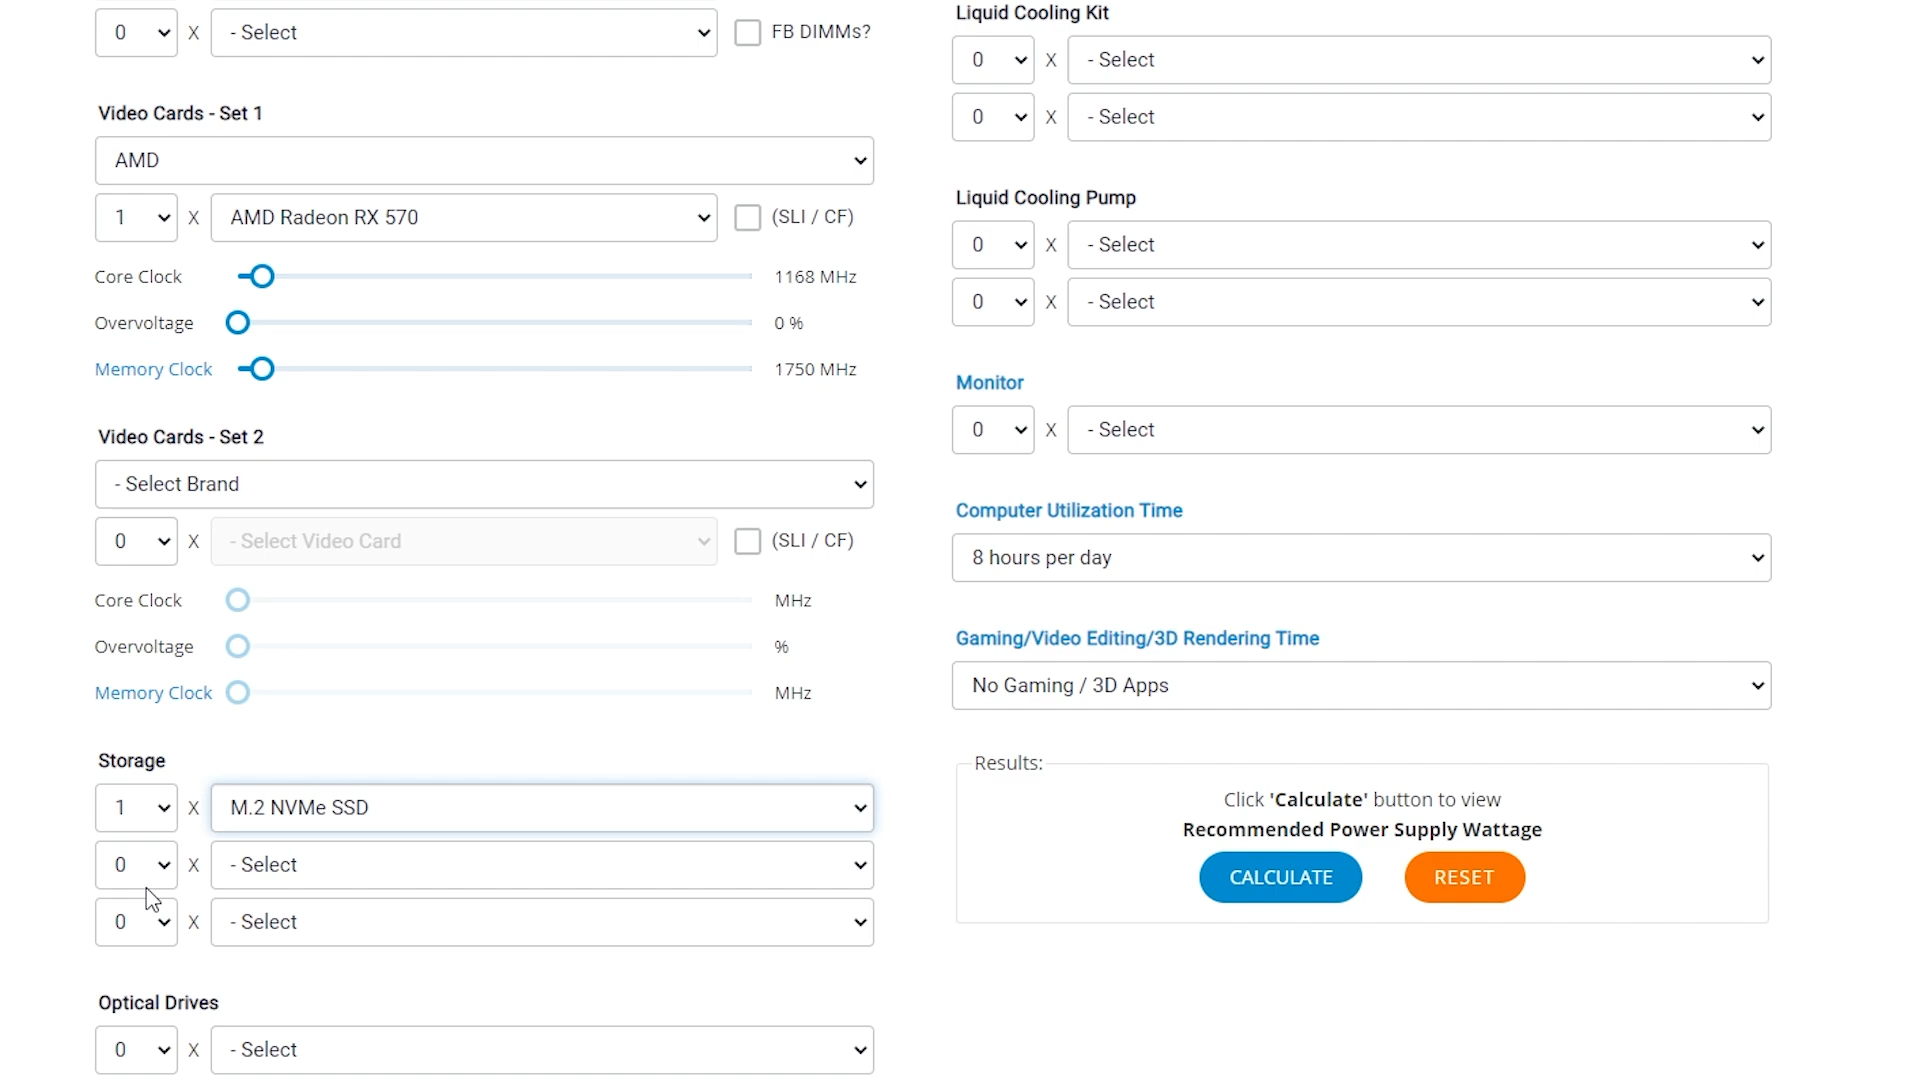 0 X - Select FB DIMMs?
Video Cards - Set 1
AMD
1 X AMD Radeon RX 570 (SLI / CF)
Core Clock 1168 MHz
Overvoltage 0 %
Memory Clock 1750 MHz
Video Cards - Set 2
- Select Brand
0 X - Select Video Card (SLI / CF)
Core Clock MHz
Overvoltage %
Memory Clock MHz
Storage
1 X M.2 NVMe SSD
0 X - Select
0 X - Select
Optical Drives
0 X - Select
Liquid Cooling Kit
0 X - Select
0 X - Select
Liquid Cooling Pump
0 X - Select
0 X - Select
Monitor
0 X - Select
Computer Utilization Time
8 hours per day
Gaming/Video Editing/3D Rendering Time
No Gaming / 3D Apps
Results:
Click 'Calculate' button to view
Recommended Power Supply Wattage
CALCULATE RESET